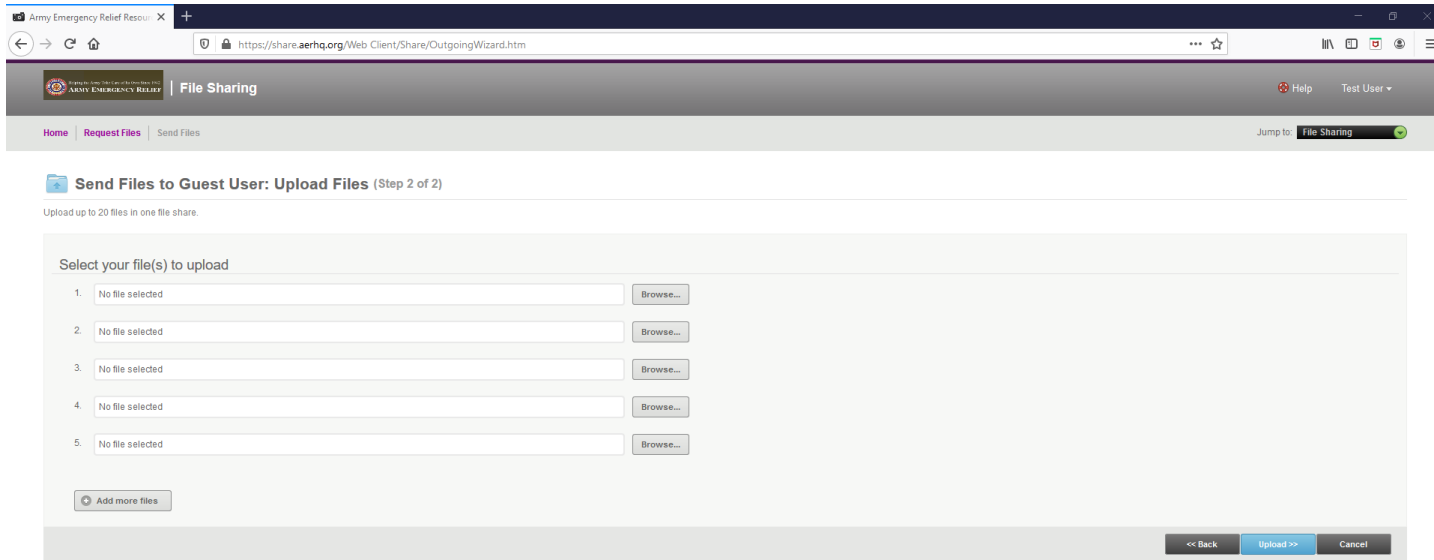 Army Emergency Relief Resour
https://share.aerhq.org/Web Client/Share/OutgoingWizard.htm
ARMY EMERGENCY RELIEF
File Sharing
Help
Test User
Home
Request Files
Send Files
Jump to:
File Sharing
Send Files to Guest User: Upload Files (Step 2 of 2)
Upload up to 20 files in one file share.
Select your file(s) to upload
1. No file selected Browse...
2. No file selected Browse...
3. No file selected Browse...
4. No file selected Browse...
5. No file selected Browse...
Add more files
<< Back
Upload >>
Cancel